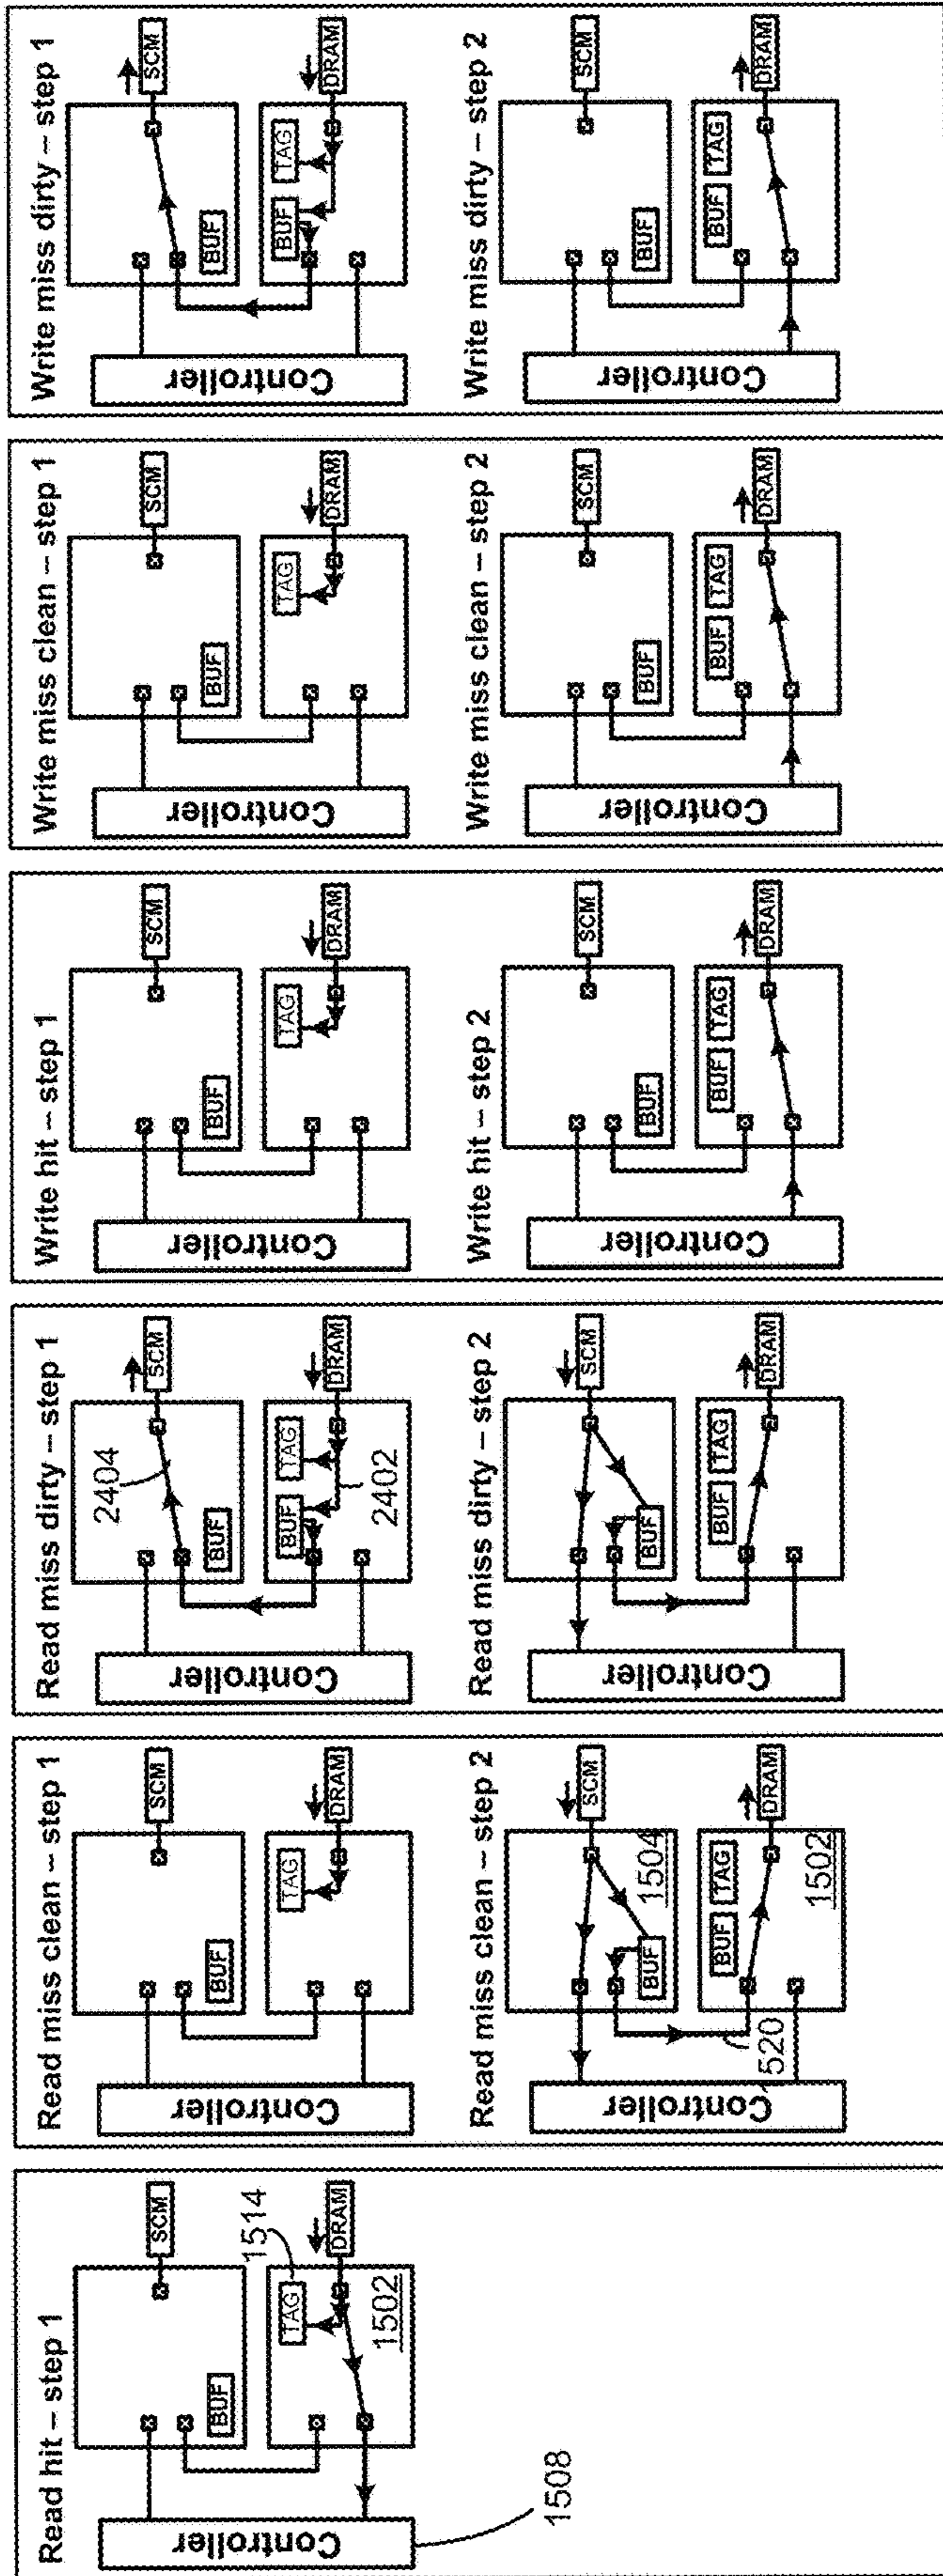 Read hit – step 1
Controller
BUF
SCM
TAG
1514
DRAM
1502
1508
Read miss clean – step 1
Controller
BUF
SCM
TAG
DRAM
Read miss clean – step 2
Controller
BUF
SCM
1504
1520
BUF
TAG
DRAM
1502
Read miss dirty – step 1
Controller
2404
BUF
SCM
BUF
TAG
DRAM
2402
Read miss dirty – step 2
Controller
BUF
SCM
BUF
TAG
DRAM
Write hit – step 1
Controller
BUF
SCM
TAG
DRAM
Write hit – step 2
Controller
BUF
SCM
BUF
TAG
DRAM
Write miss clean – step 1
Controller
BUF
SCM
TAG
DRAM
Write miss clean – step 2
Controller
BUF
SCM
BUF
TAG
DRAM
Write miss dirty – step 1
Controller
BUF
SCM
BUF
TAG
DRAM
Write miss dirty – step 2
Controller
BUF
SCM
BUF
TAG
DRAM